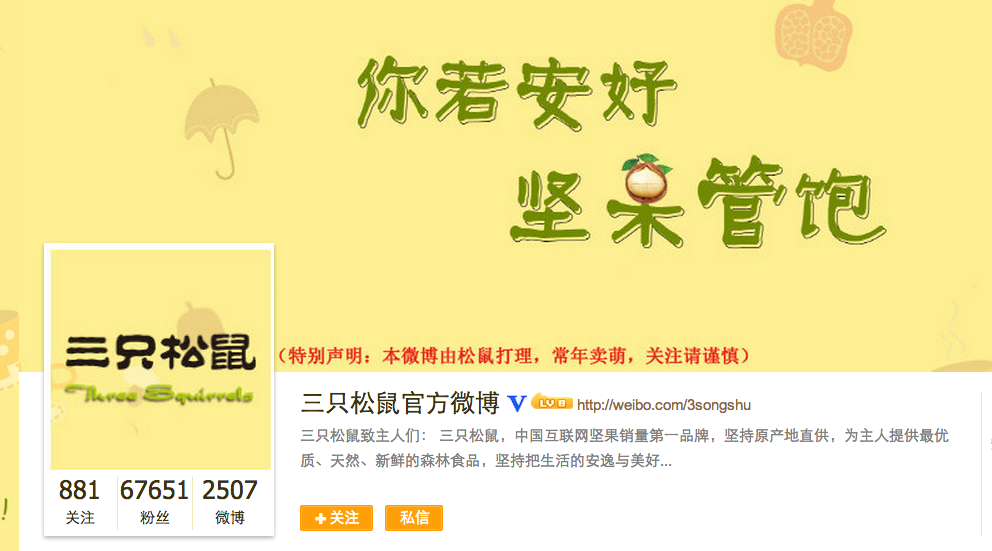 你若安好
坚果管饱
三只松鼠
Three Squirrels
（特别声明：本微博由松鼠打理，常年卖萌，关注请谨慎）
三只松鼠官方微博 V LV 8 http://weibo.com/3songshu
三只松鼠致主人们： 三只松鼠，中国互联网坚果销量第一品牌，坚持原产地直供，为主人提供最优
质、天然、新鲜的森林食品，坚持把生活的安逸与美好...
881 67651 2507
关注 粉丝 微博
+关注 私信
!